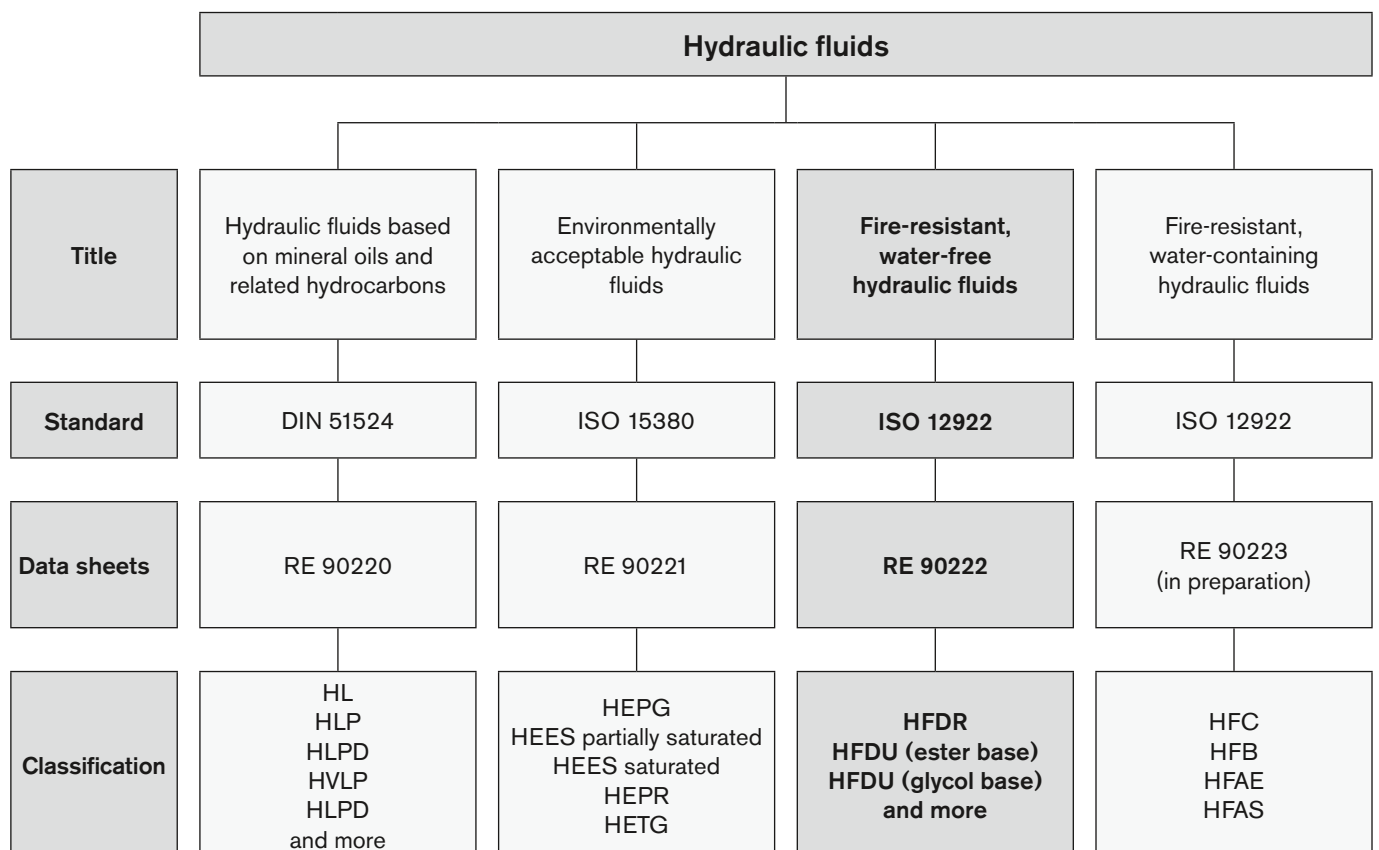 Hydraulic fluids
Title
Hydraulic fluids based
on mineral oils and
related hydrocarbons
Environmentally
acceptable hydraulic
fluids
Fire-resistant,
water-free
hydraulic fluids
Fire-resistant,
water-containing
hydraulic fluids
Standard
DIN 51524
ISO 15380
ISO 12922
ISO 12922
Data sheets
RE 90220
RE 90221
RE 90222
RE 90223
(in preparation)
Classification
HL
HLP
HLPD
HVLP
HLPD
and more
HEPG
HEES partially saturated
HEES saturated
HEPR
HETG
HFDR
HFDU (ester base)
HFDU (glycol base)
and more
HFC
HFB
HFAE
HFAS